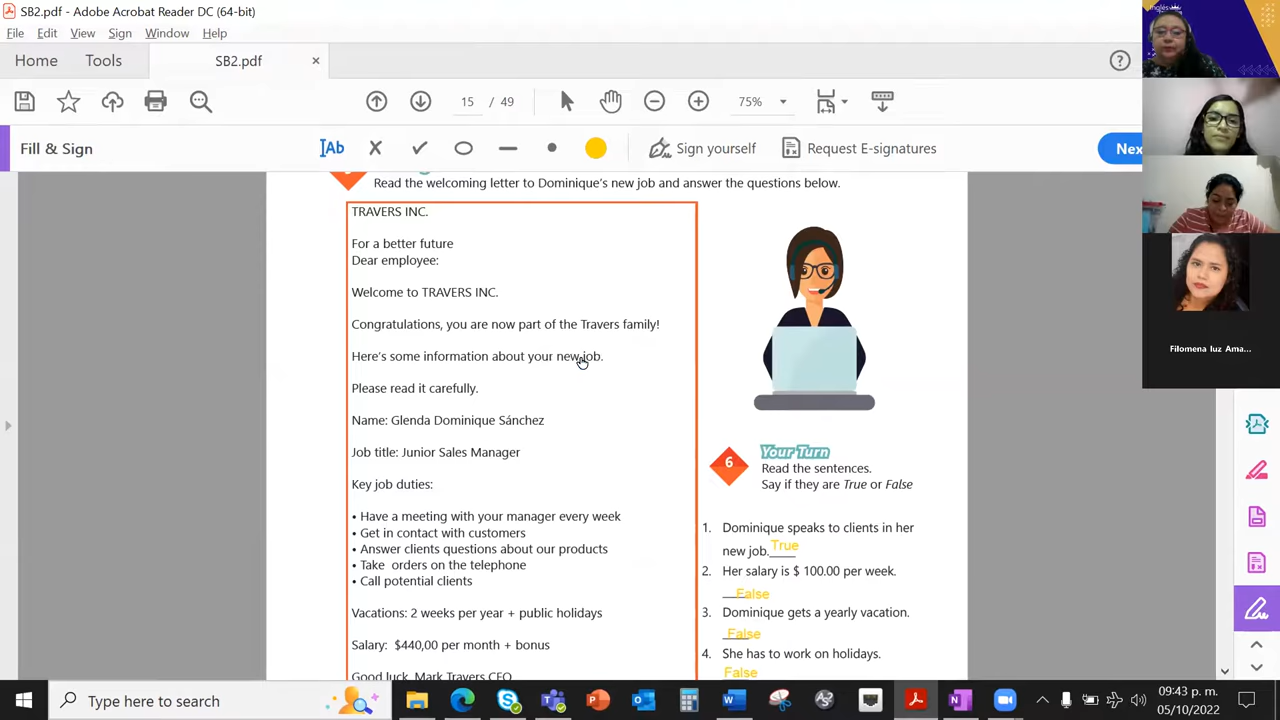 SB2.pdf - Adobe Acrobat Reader DC (64-bit)
File Edit View Sign Window Help
Home Tools SB2.pdf ×
15 / 49 75%
Fill & Sign
Ab Sign yourself Request E-signatures Nex
Read the welcoming letter to Dominique's new job and answer the questions below.
TRAVERS INC.
For a better future
Dear employee:
Welcome to TRAVERS INC.
Congratulations, you are now part of the Travers family!
Here's some information about your new job.
Please read it carefully.
Name: Glenda Dominique Sánchez
Job title: Junior Sales Manager
Key job duties:
• Have a meeting with your manager every week
• Get in contact with customers
• Answer clients questions about our products
• Take orders on the telephone
• Call potential clients
Vacations: 2 weeks per year + public holidays
Salary: $440,00 per month + bonus
Good luck, Mark Travers CEO
6
Your Turn
Read the sentences.
Say if they are True or False
1. Dominique speaks to clients in her
new job. True
2. Her salary is $ 100.00 per week.
False
3. Dominique gets a yearly vacation.
False
4. She has to work on holidays.
False
Filomena luz Ama...
Type here to search
09:43 p. m.
05/10/2022